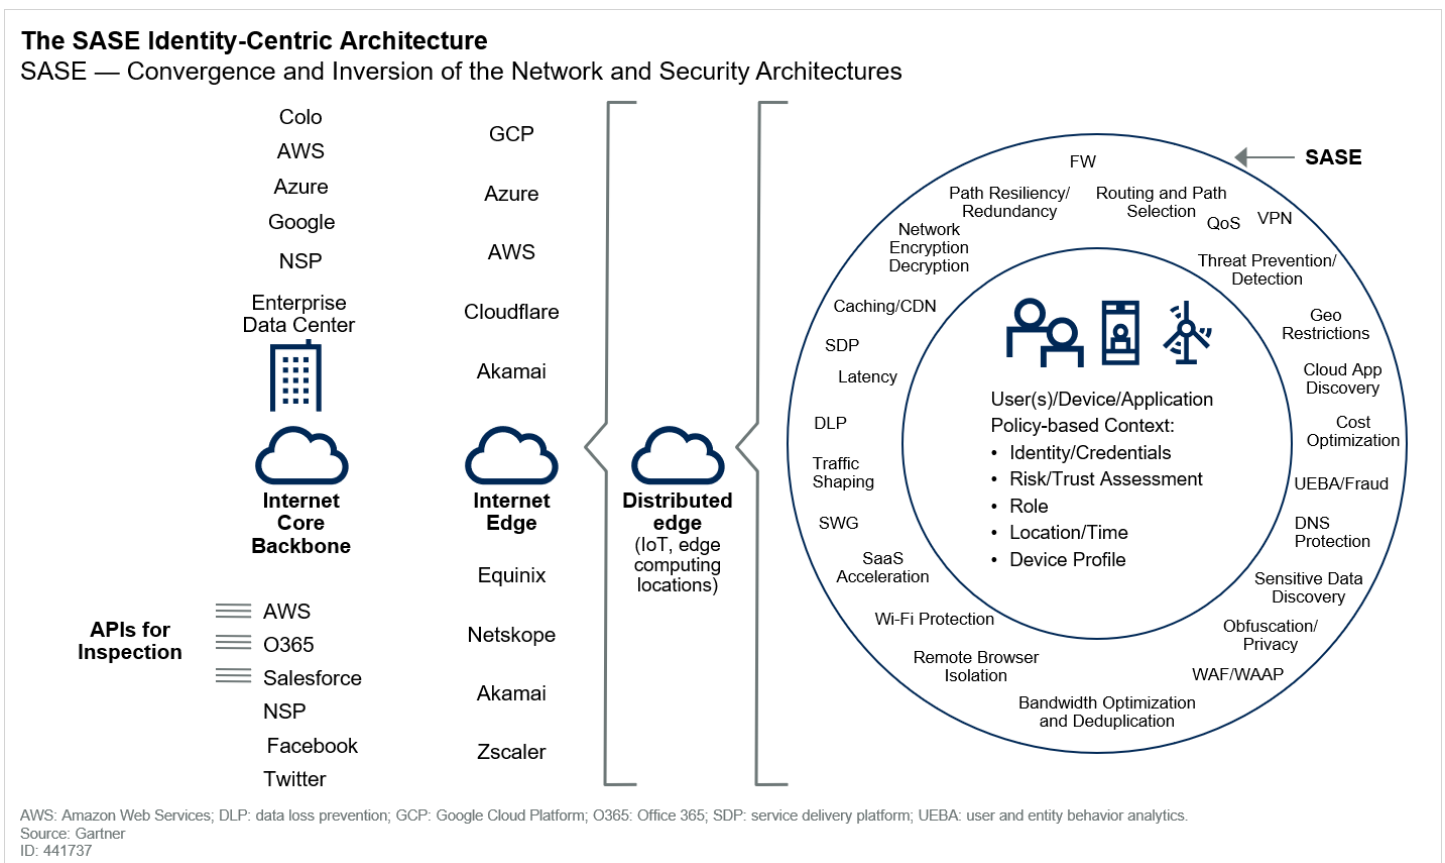 The SASE Identity-Centric Architecture
SASE — Convergence and Inversion of the Network and Security Architectures
Colo
AWS
Azure
Google
NSP
Enterprise
Data Center
Internet
Core
Backbone
APIs for
Inspection
AWS
O365
Salesforce
NSP
Facebook
Twitter
GCP
Azure
AWS
Cloudflare
Akamai
Internet
Edge
Equinix
Netskope
Akamai
Zscaler
Distributed
edge
(IoT, edge
computing
locations)
SASE
FW
Path Resiliency/
Redundancy
Routing and Path
Selection
QoS
VPN
Network
Encryption
Decryption
Threat Prevention/
Detection
Caching/CDN
Geo
Restrictions
SDP
Latency
Cloud App
Discovery
DLP
Cost
Optimization
Traffic
Shaping
UEBA/Fraud
SWG
DNS
Protection
SaaS
Acceleration
Sensitive Data
Discovery
Wi-Fi Protection
Obfuscation/
Privacy
Remote Browser
Isolation
WAF/WAAP
Bandwidth Optimization
and Deduplication
User(s)/Device/Application
Policy-based Context:
• Identity/Credentials
• Risk/Trust Assessment
• Role
• Location/Time
• Device Profile
AWS: Amazon Web Services; DLP: data loss prevention; GCP: Google Cloud Platform; O365: Office 365; SDP: service delivery platform; UEBA: user and entity behavior analytics.
Source: Gartner
ID: 441737